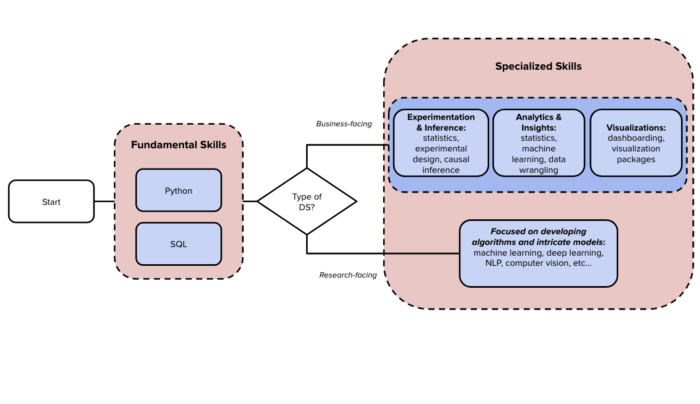 Specialized Skills
Business-facing
Experimentation
& Inference:
statistics,
experimental
design, causal
inference
Analytics &
Insights:
statistics,
machine
learning, data
wrangling
Visualizations:
dashboarding,
visualization
packages
Fundamental Skills
Python
SQL
Start
Type of
DS?
Focused on developing
algorithms and intricate models:
machine learning, deep learning,
NLP, computer vision, etc...
Research-facing